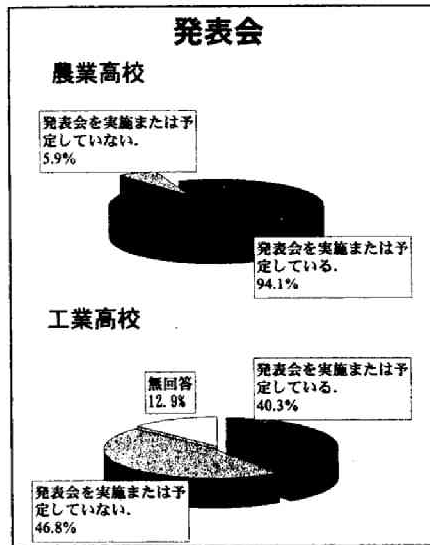 発表会
農業高校
発表会を実施または予
定していない.
5.9%
発表会を実施または予
定している.
94.1%
工業高校
無回答
12.9%
発表会を実施または予
定している.
40.3%
発表会を実施または予
定していない.
46.8%